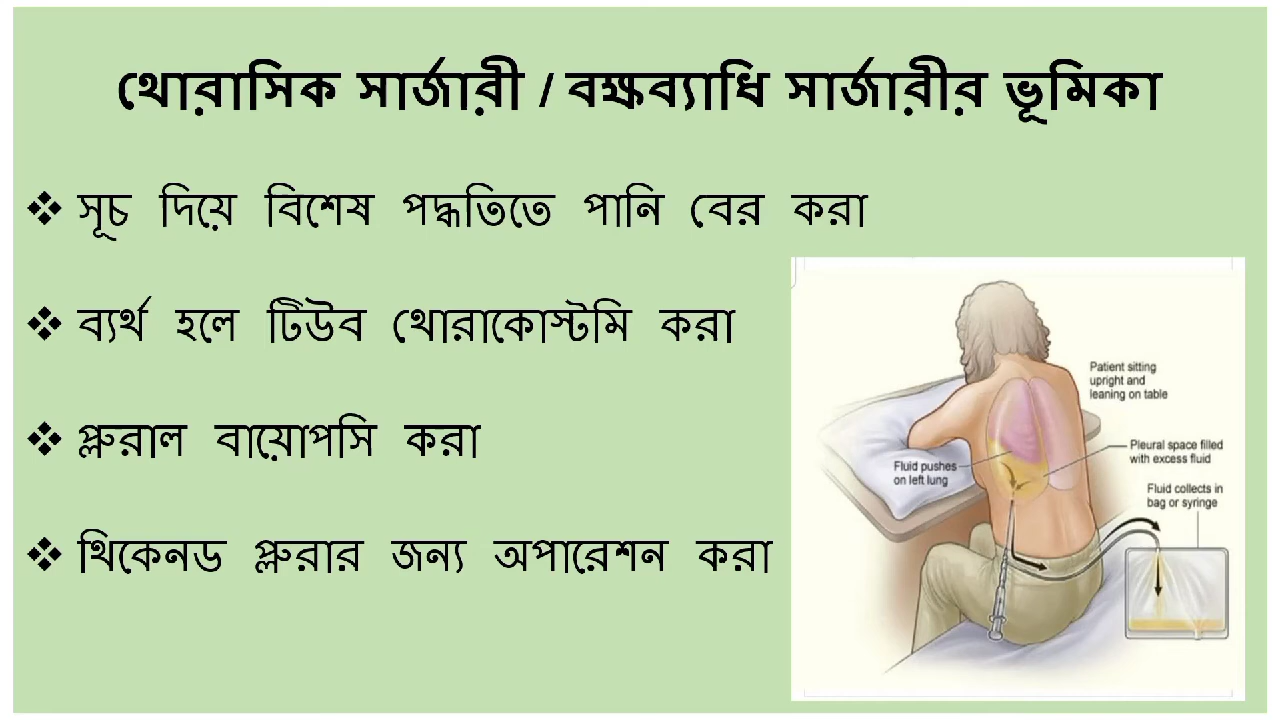 থোরাসিক সার্জারী / বক্ষব্যাধি সার্জারীর ভূমিকা
❖ সূচ দিয়ে বিশেষ পদ্ধতিতে পানি বের করা
❖ ব্যর্থ হলে টিউব থোরাকোস্টমি করা
❖ প্লুরাল বায়োপসি করা
❖ থিকেনড প্লুরার জন্য অপারেশন করা
Patient sitting
upright and
leaning on table
Pleural space filled
with excess fluid
Fluid pushes
on left lung
Fluid collects in
bag or syringe